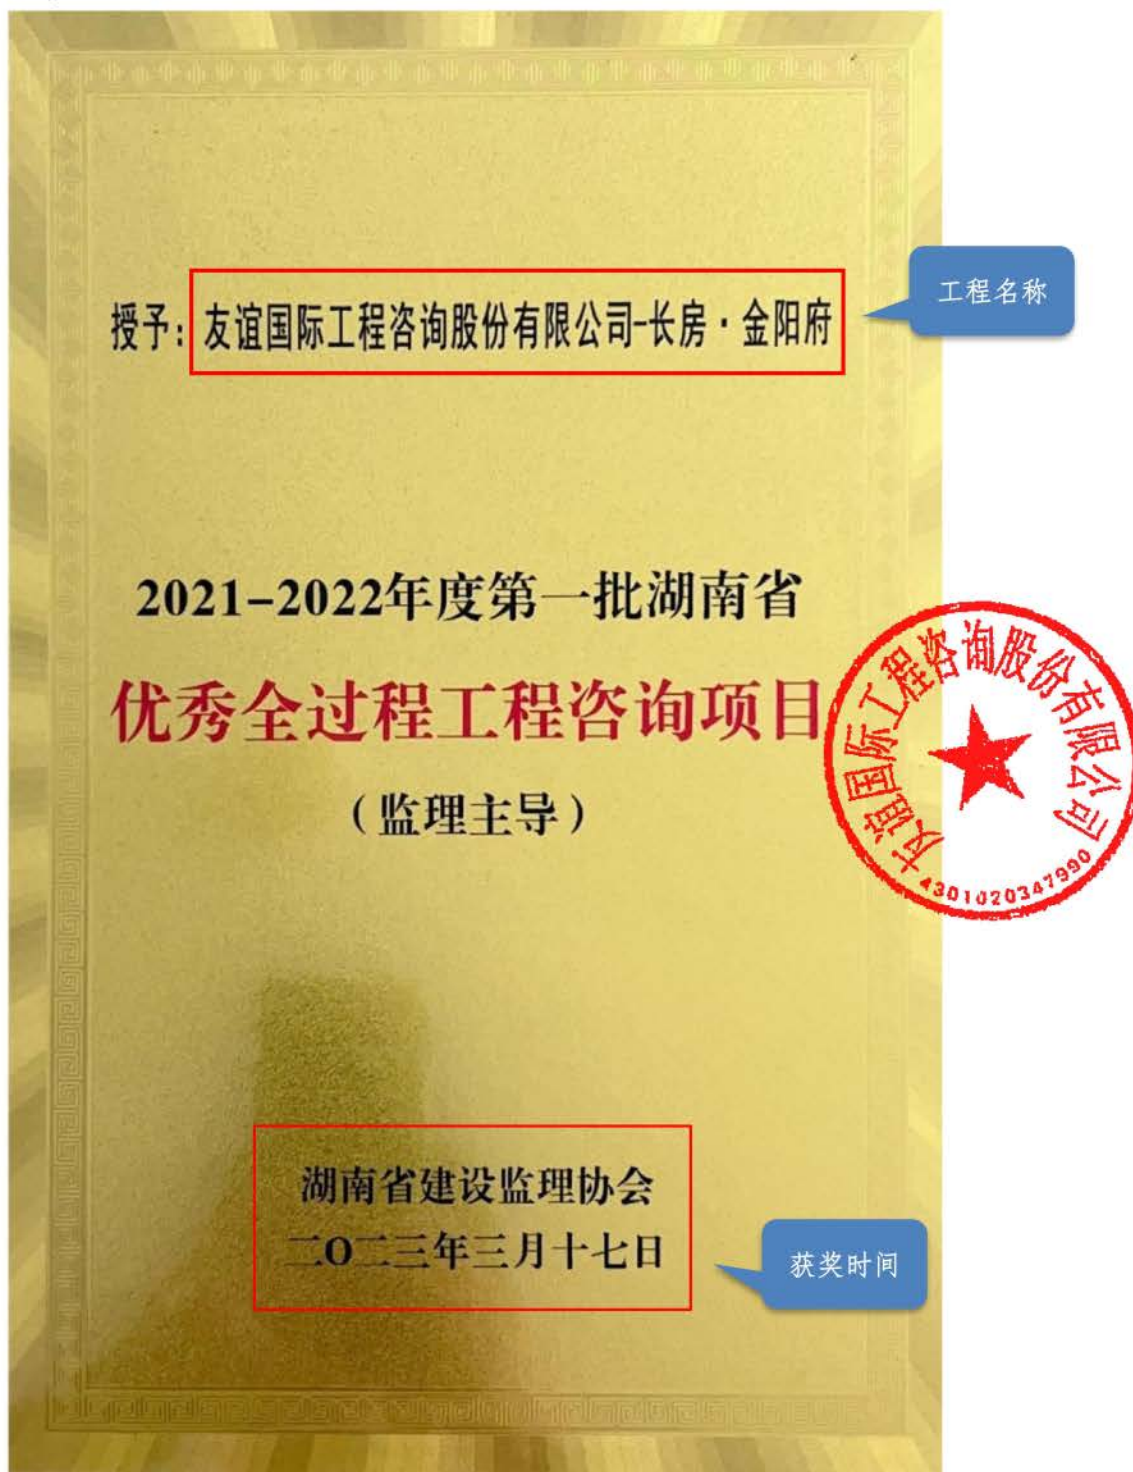 授予：友谊国际工程咨询股份有限公司-长房·金阳府
工程名称
2021-2022年度第一批湖南省
优秀全过程工程咨询项目
（监理主导）
友谊国际工程咨询股份有限公司
4301020347990
湖南省建设监理协会
二O二三年三月十七日
获奖时间